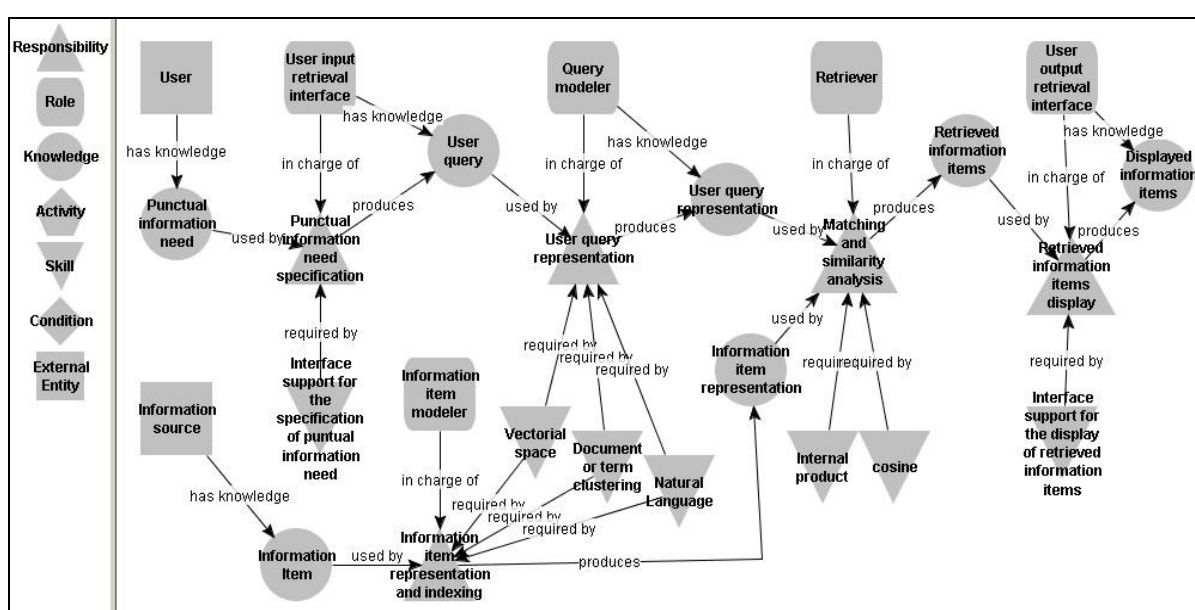 Responsibility
Role
Knowledge
Activity
Skill
Condition
External
Entity
User
User input
retrieval
interface
Query
modeler
Retriever
User
output
retrieval
interface
has knowledge
has knowledge
has knowledge
has knowledge
User
query
Retrieved
information
items
Displayed
information
items
in charge of
in charge of
in charge of
in charge of
Punctual
information
need
used by
Punctual
information
need
specification
produces
used by
User query
representation
produces
User query
representation
used by
Matching and
similarity
analysis
produces
used by
Retrieved
information
items
display
produces
required by
Interface
support for
the
specification
of puntual
information
need
required by
required by
required by
used by
Information
item
representation
required by
required by
required by
Interface
support for
the display
of retrieved
information
items
Information
source
Information
item
modeler
Vectorial
space
Document
or term
clustering
Natural
Language
Internal
product
cosine
has knowledge
in charge of
required by
required by
required by
Information
Item
used by
Information
items
representation
and indexing
produces